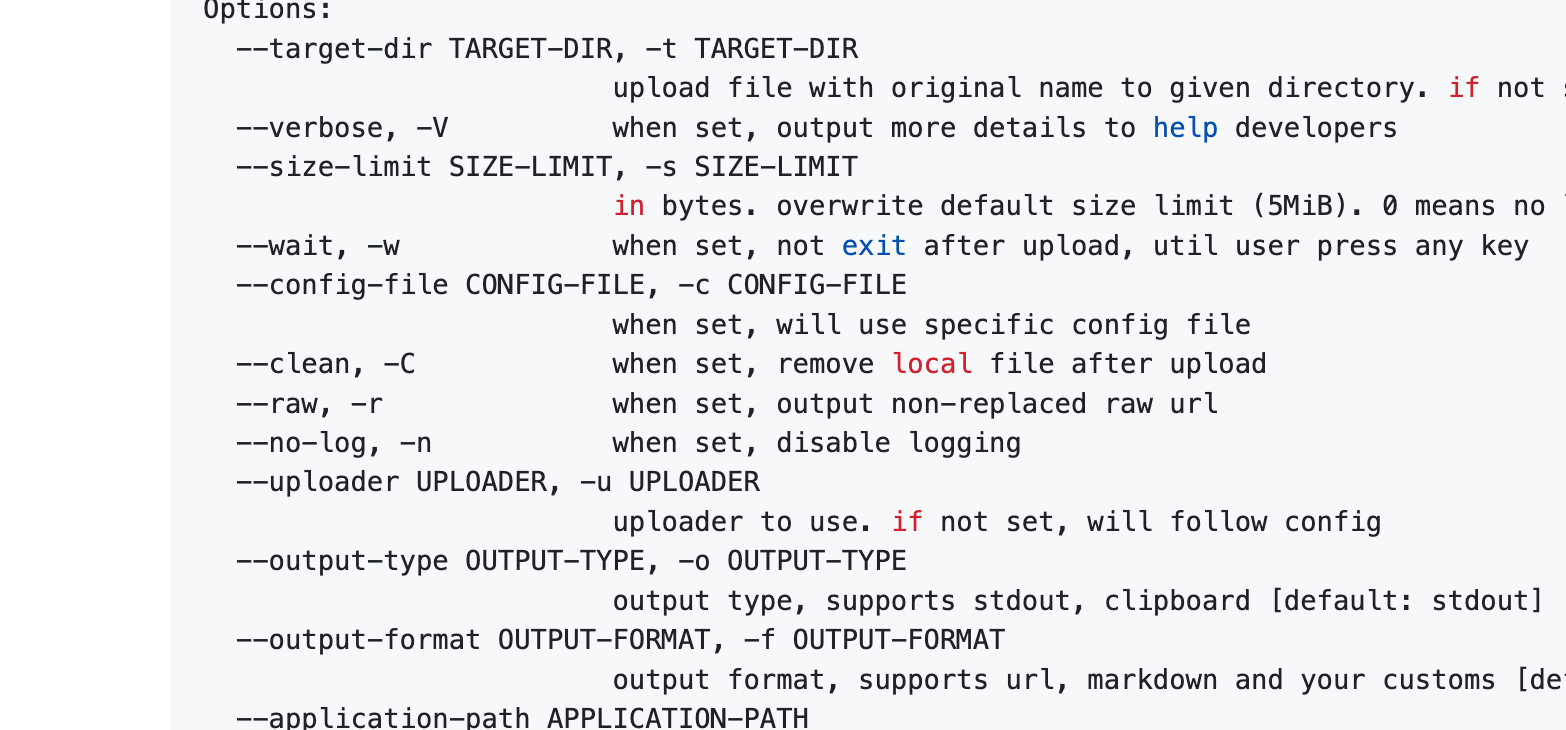 Options:
  --target-dir TARGET-DIR, -t TARGET-DIR
                         upload file with original name to given directory. if not
  --verbose, -V          when set, output more details to help developers
  --size-limit SIZE-LIMIT, -s SIZE-LIMIT
                         in bytes. overwrite default size limit (5MiB). 0 means no
  --wait, -w             when set, not exit after upload, util user press any key
  --config-file CONFIG-FILE, -c CONFIG-FILE
                         when set, will use specific config file
  --clean, -C            when set, remove local file after upload
  --raw, -r              when set, output non-replaced raw url
  --no-log, -n           when set, disable logging
  --uploader UPLOADER, -u UPLOADER
                         uploader to use. if not set, will follow config
  --output-type OUTPUT-TYPE, -o OUTPUT-TYPE
                         output type, supports stdout, clipboard [default: stdout]
  --output-format OUTPUT-FORMAT, -f OUTPUT-FORMAT
                         output format, supports url, markdown and your customs [de
  --application-path APPLICATION-PATH